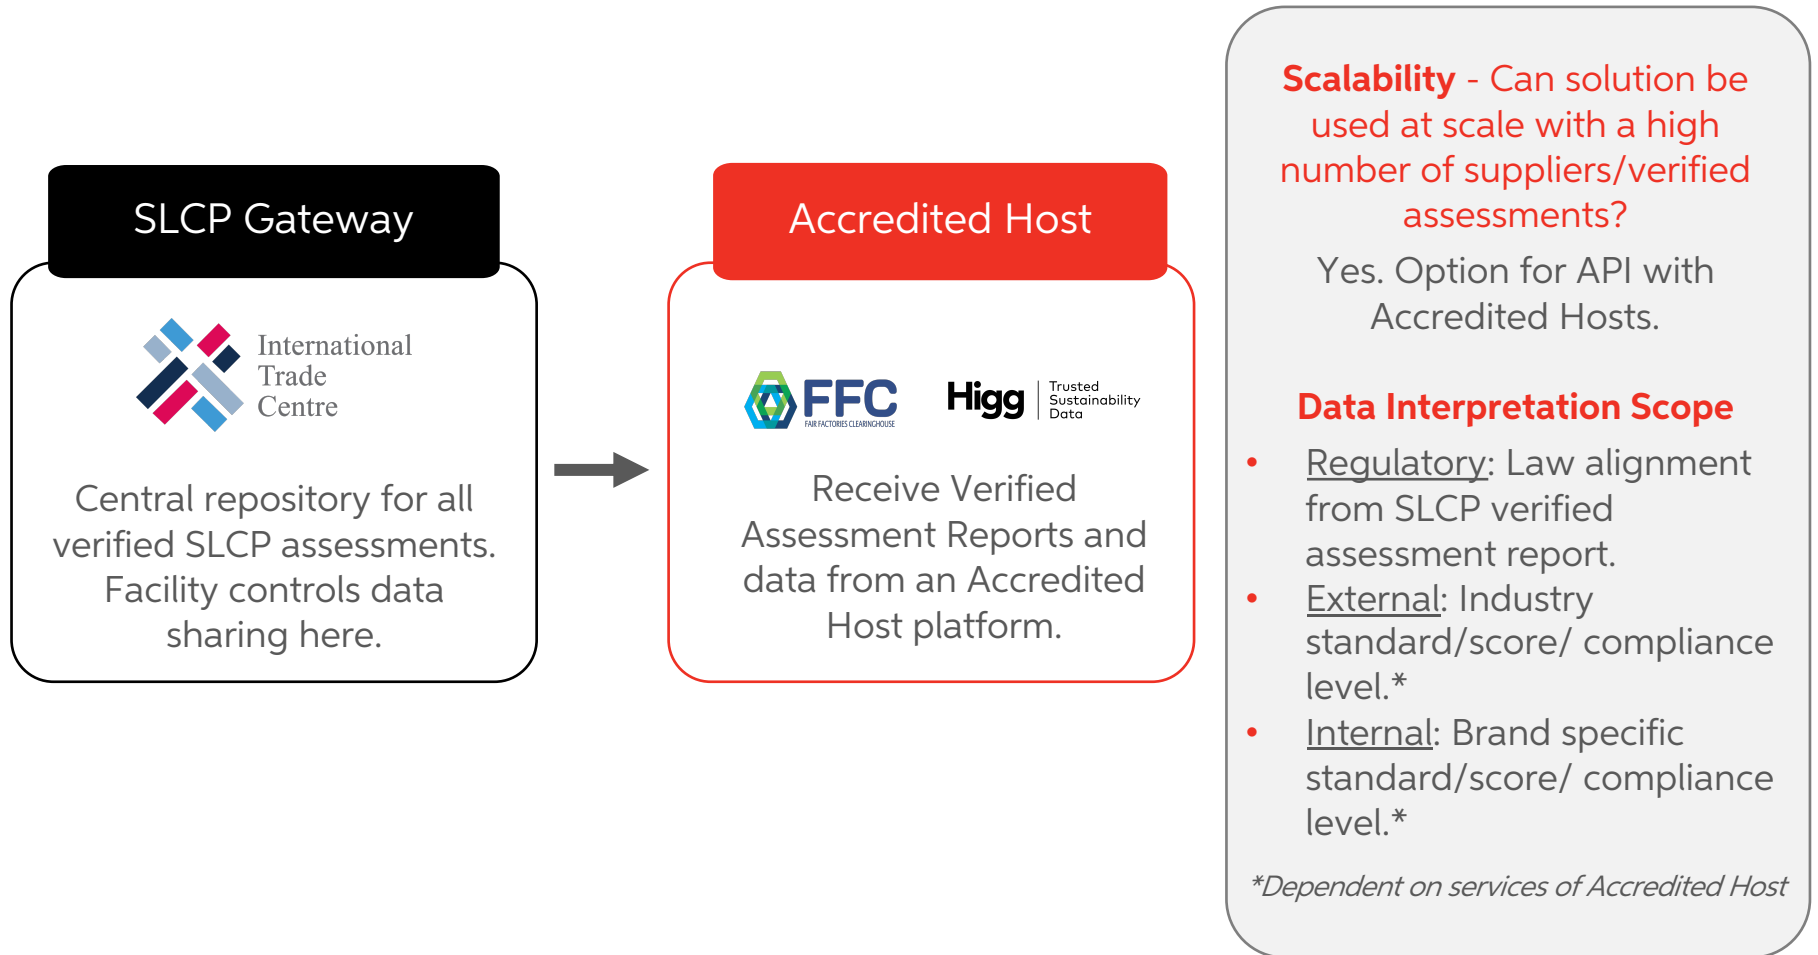 SLCP Gateway
International
Trade
Centre
Central repository for all
verified SLCP assessments.
Facility controls data
sharing here.
Accredited Host
FFC
FAIR FACTORIES CLEARINGHOUSE
Higg
Trusted
Sustainability
Data
Receive Verified
Assessment Reports and
data from an Accredited
Host platform.
Scalability - Can solution be
used at scale with a high
number of suppliers/verified
assessments?
Yes. Option for API with
Accredited Hosts.
Data Interpretation Scope
• Regulatory: Law alignment
from SLCP verified
assessment report.
• External: Industry
standard/score/ compliance
level.*
• Internal: Brand specific
standard/score/ compliance
level.*
*Dependent on services of Accredited Host